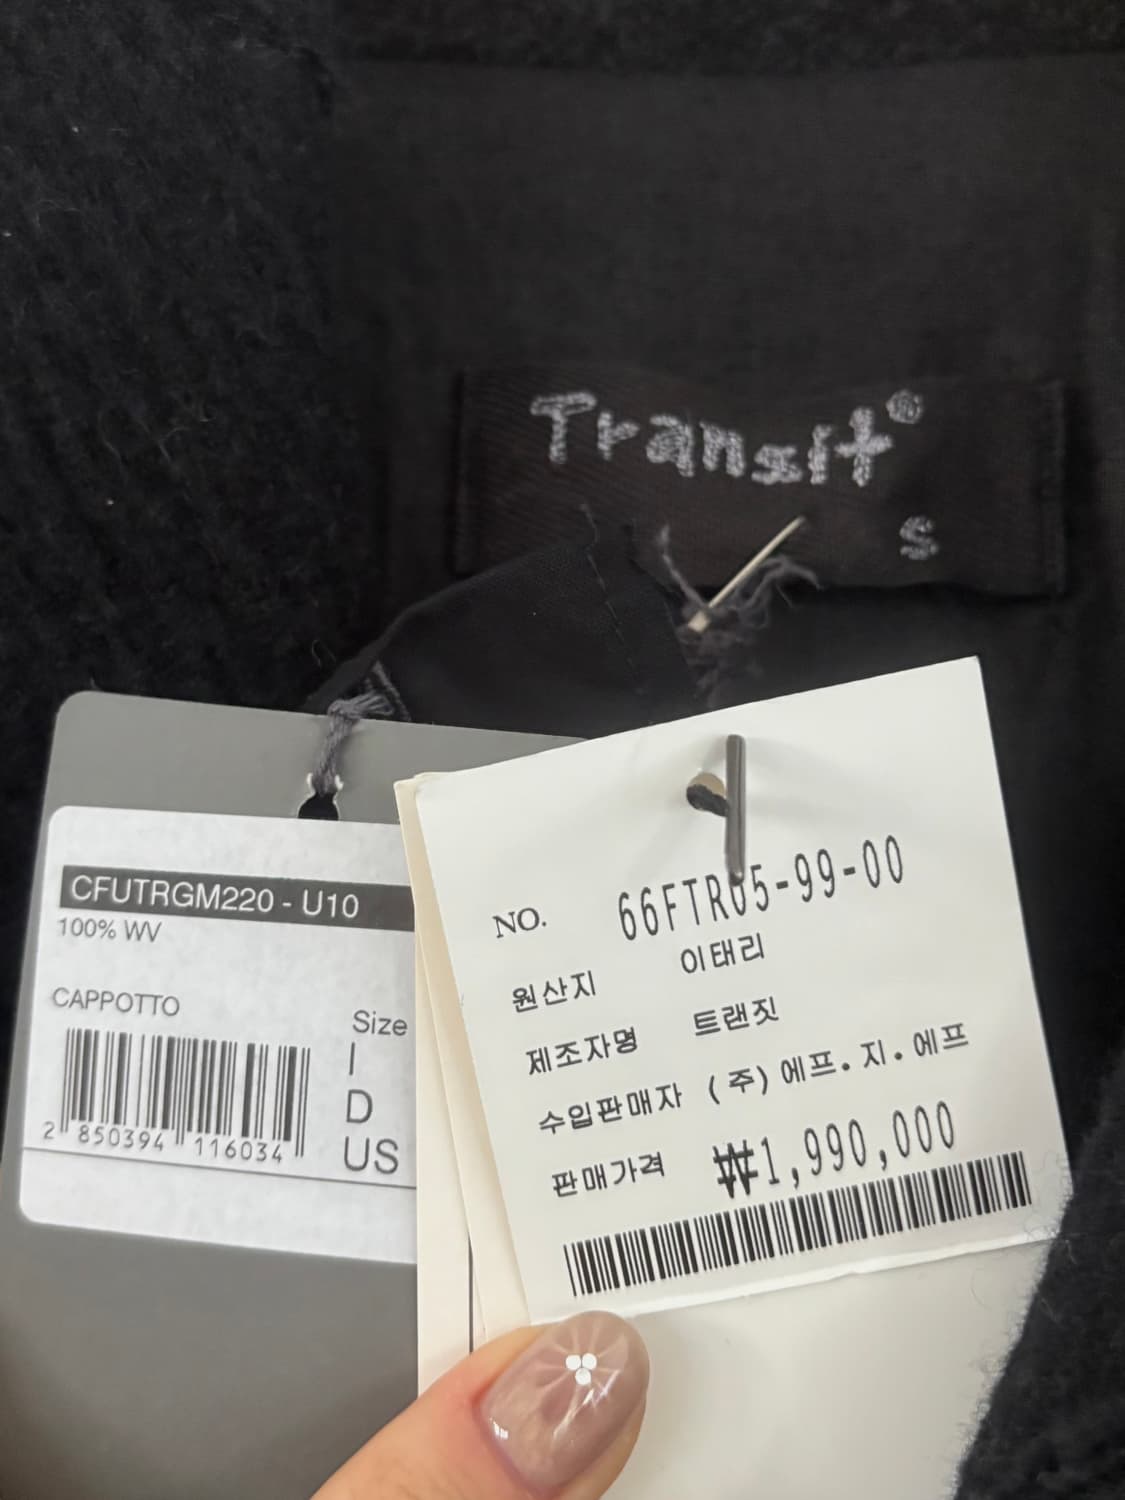 Transit®
S
CFUTRGM220 - U10
100% WV
CAPPOTTO
Size
I
D
US
2 850394 116034
NO. 66FTR05-99-00
원산지 이태리
제조자명 트랜짓
수입판매자 (주)에프.지.에프
판매가격 ₩1,990,000